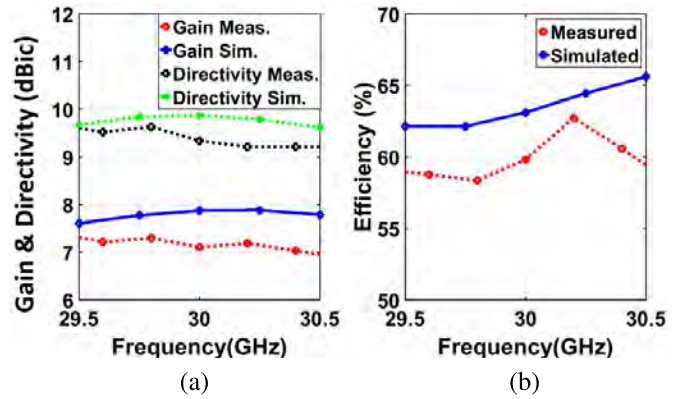 Gain & Directivity (dBic)
12
11
10
9
8
7
6
29.5
30
30.5
Frequency(GHz)
Gain Meas.
Gain Sim.
Directivity Meas.
Directivity Sim.
(a)
Efficiency (%)
70
65
60
55
50
29.5
30
30.5
Frequency(GHz)
Measured
Simulated
(b)